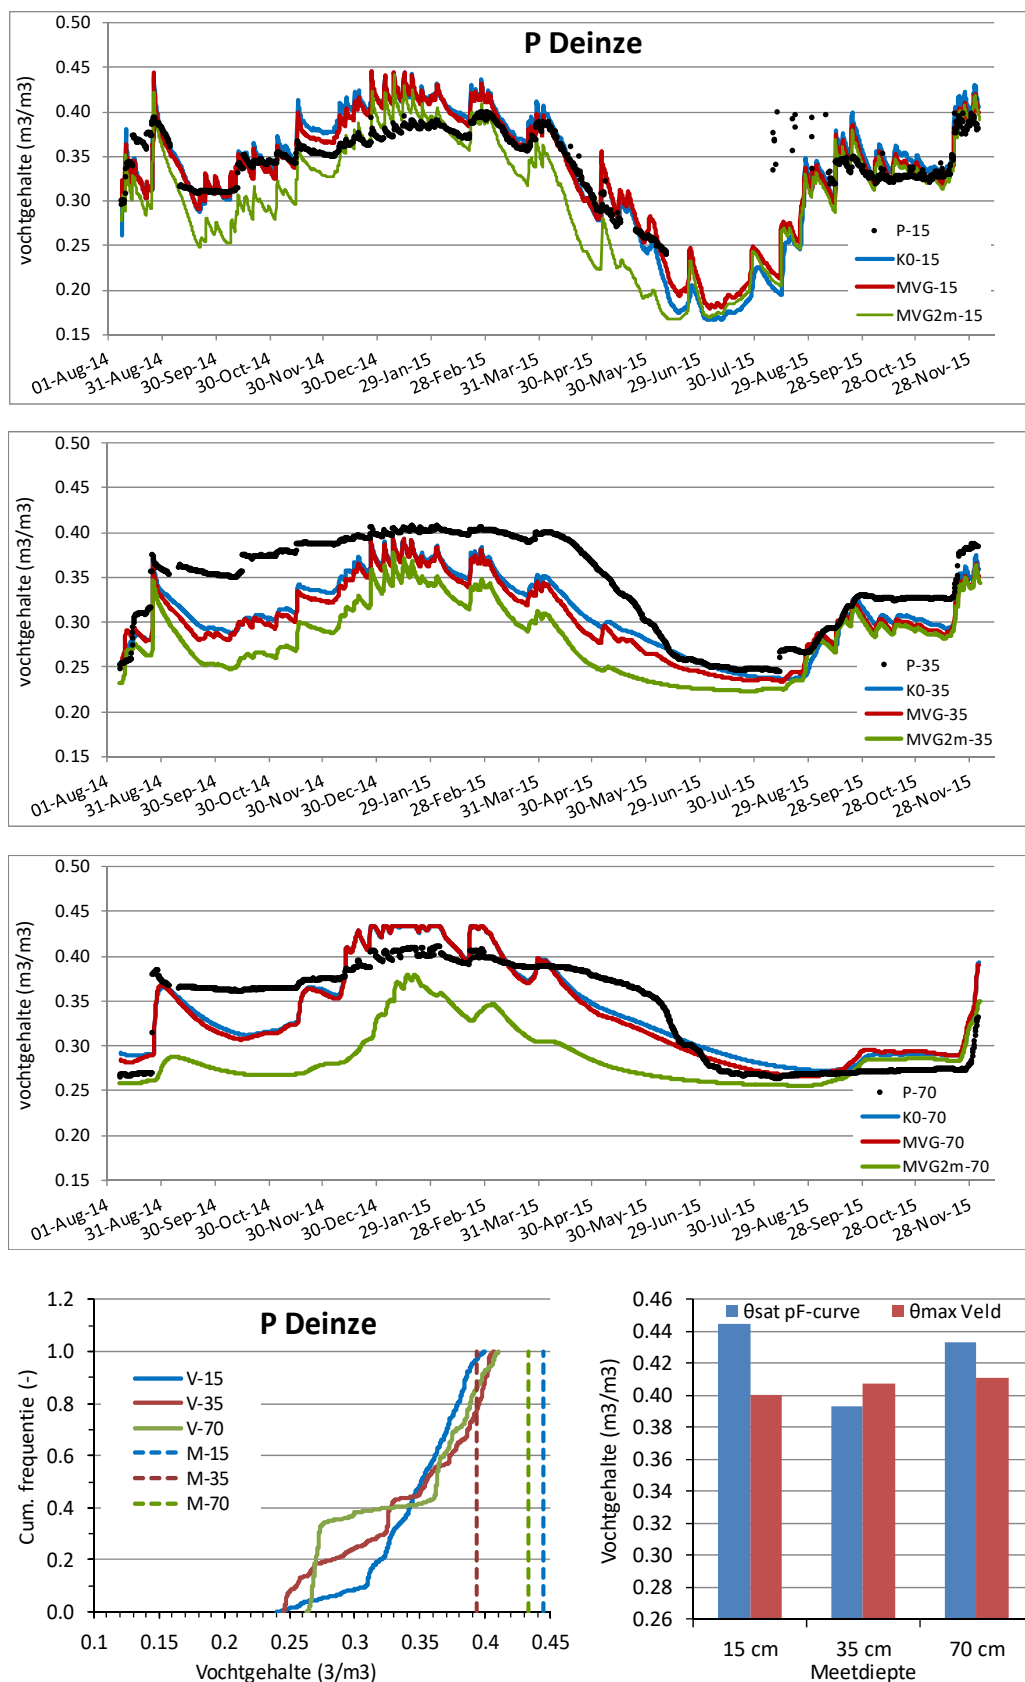 P Deinze
vochtgehalte (m3/m3)
0.50
0.45
0.40
0.35
0.30
0.25
0.20
0.15
P-15
K0-15
MVG-15
MVG2m-15
01-Aug-14
31-Aug-14
30-Sep-14
30-Oct-14
30-Nov-14
30-Dec-14
29-Jan-15
28-Feb-15
31-Mar-15
30-Apr-15
30-May-15
29-Jun-15
30-Jul-15
29-Aug-15
28-Sep-15
28-Oct-15
28-Nov-15
vochtgehalte (m3/m3)
0.50
0.45
0.40
0.35
0.30
0.25
0.20
0.15
P-35
K0-35
MVG-35
MVG2m-35
01-Aug-14
31-Aug-14
30-Sep-14
30-Oct-14
30-Nov-14
30-Dec-14
29-Jan-15
28-Feb-15
31-Mar-15
30-Apr-15
30-May-15
29-Jun-15
30-Jul-15
29-Aug-15
28-Sep-15
28-Oct-15
28-Nov-15
vochtgehalte (m3/m3)
0.50
0.45
0.40
0.35
0.30
0.25
0.20
0.15
P-70
K0-70
MVG-70
MVG2m-70
01-Aug-14
31-Aug-14
30-Sep-14
30-Oct-14
30-Nov-14
30-Dec-14
29-Jan-15
28-Feb-15
31-Mar-15
30-Apr-15
30-May-15
29-Jun-15
30-Jul-15
29-Aug-15
28-Sep-15
28-Oct-15
28-Nov-15
P Deinze
Cum. frequentie (-)
1.2
1.0
0.8
0.6
0.4
0.2
0.0
V-15
V-35
V-70
M-15
M-35
M-70
0.1
0.15
0.2
0.25
0.3
0.35
0.4
0.45
Vochtgehalte (3/m3)
Vochtgehalte (m3/m3)
0.46
0.44
0.42
0.40
0.38
0.36
0.34
0.32
0.30
0.28
0.26
θsat pF-curve
θmax Veld
15 cm
35 cm
70 cm
Meetdiepte